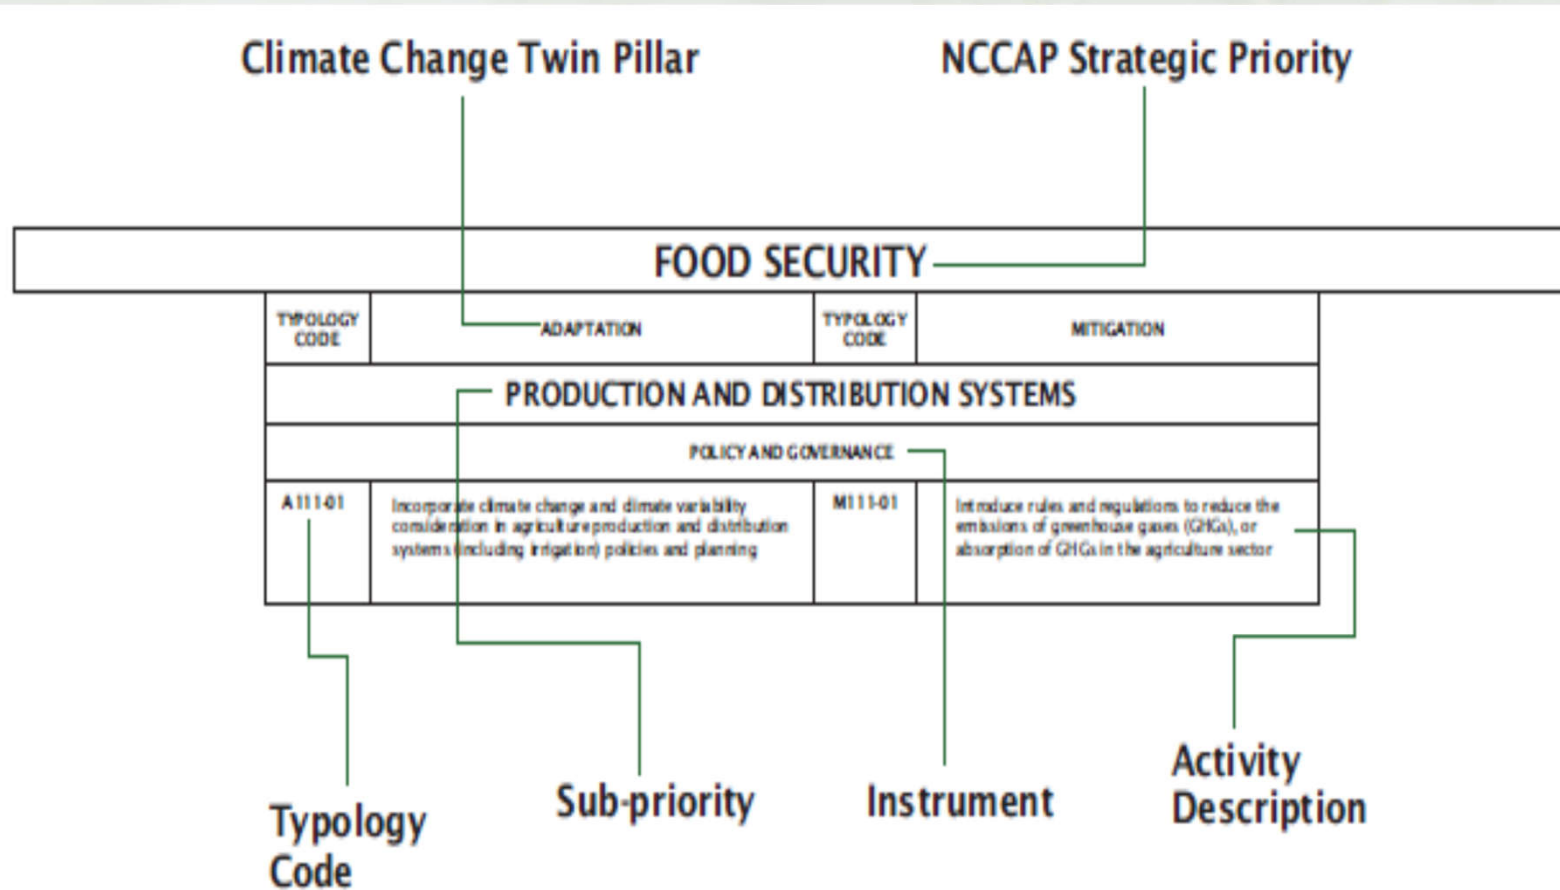 Climate Change Twin Pillar
NCCAP Strategic Priority
FOOD SECURITY
TYPOLOGY
CODE
ADAPTATION
TYPOLOGY
CODE
MITIGATION
PRODUCTION AND DISTRIBUTION SYSTEMS
POLICY AND GOVERNANCE
A111-01
Incorporate climate change and climate variability
consideration in agriculture production and distribution
systems (including irrigation) policies and planning
M111-01
Introduce rules and regulations to reduce the
emissions of greenhouse gases (GHGs), or
absorption of GHGs in the agriculture sector
Typology
Code
Sub-priority
Instrument
Activity
Description